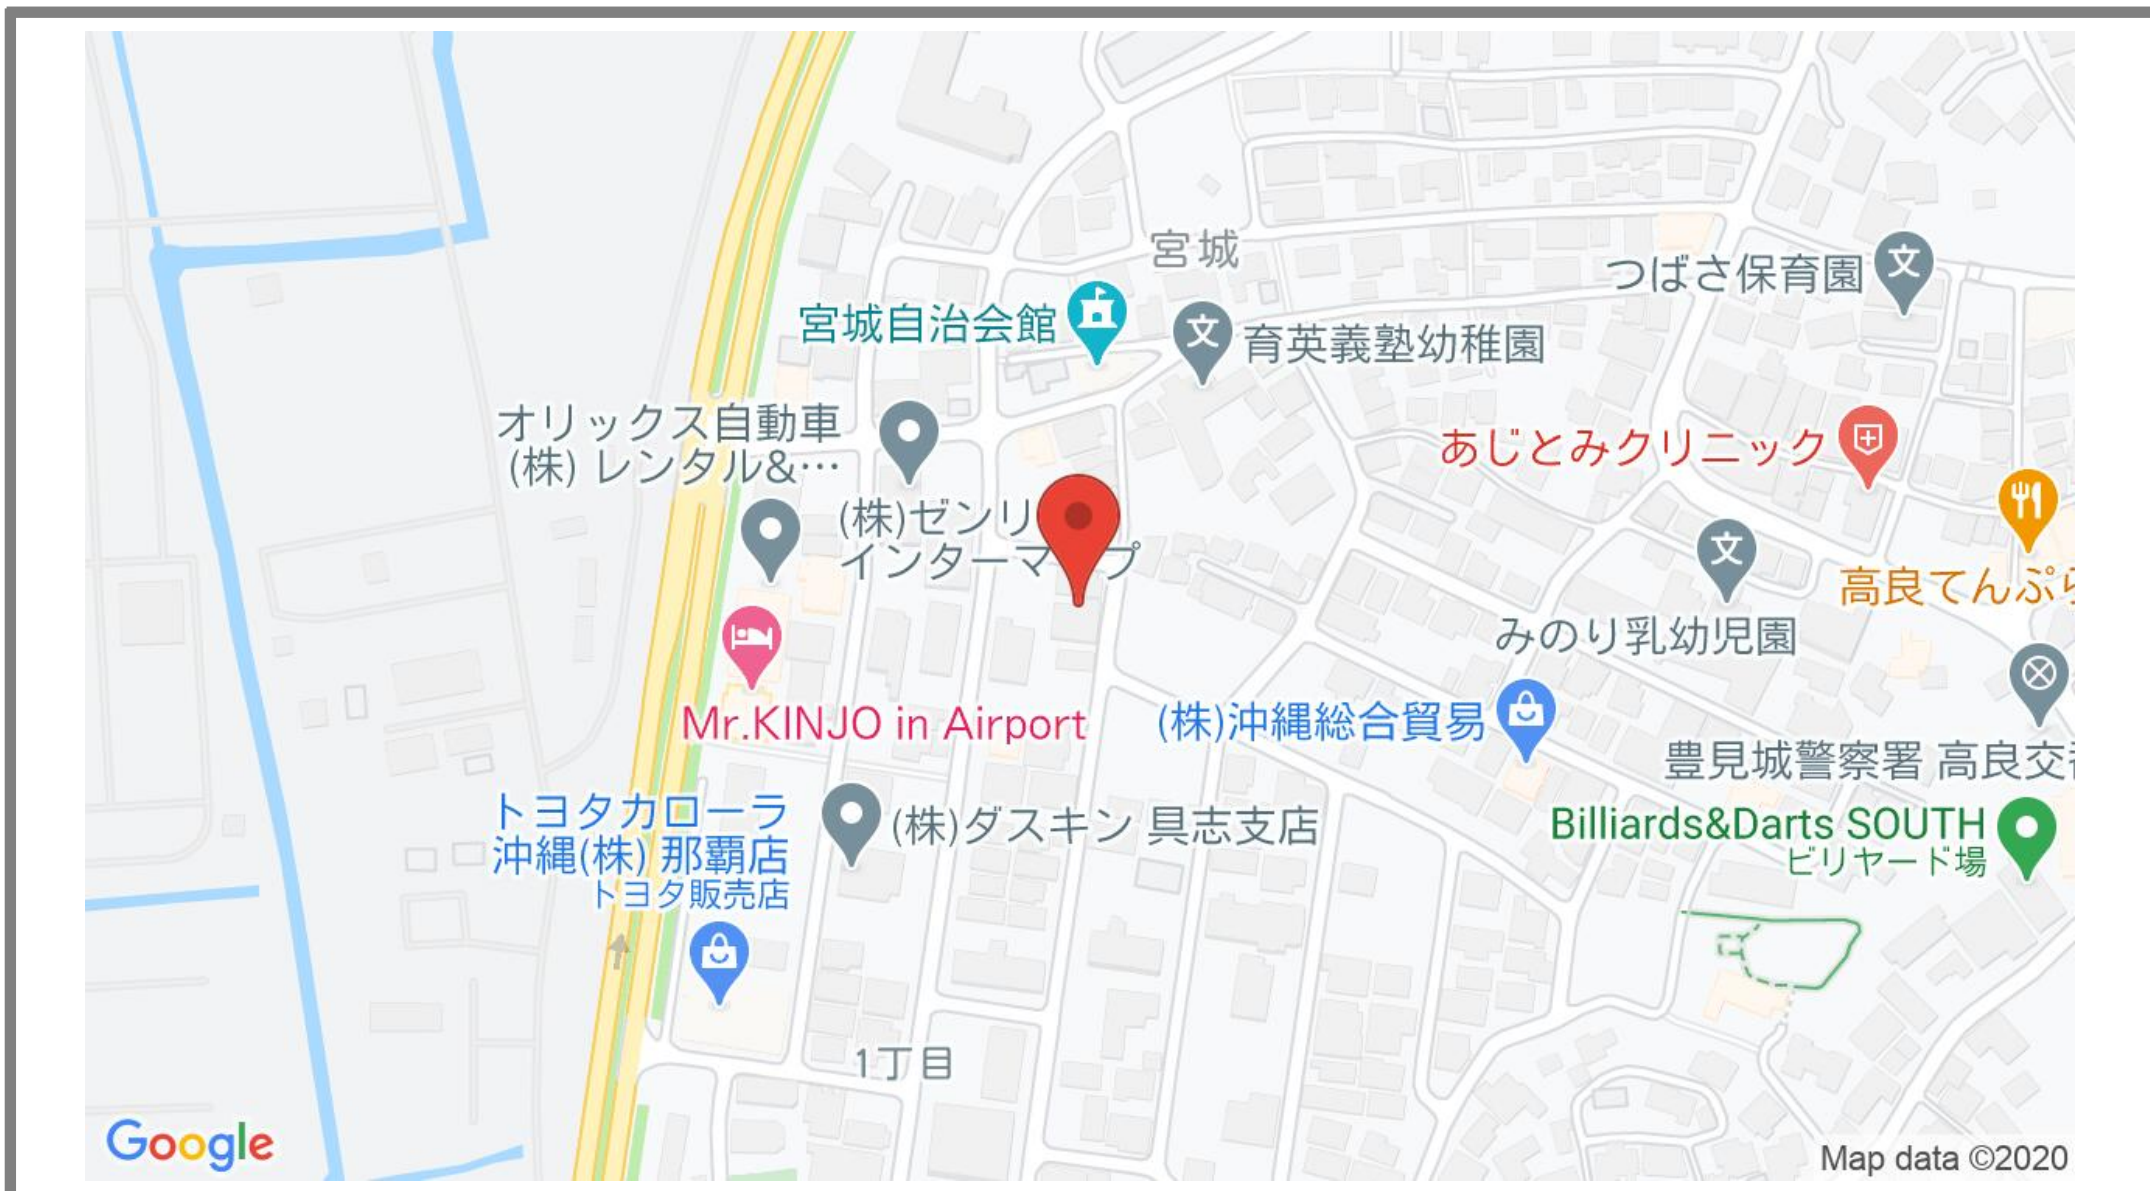 宮城
つばさ保育園
宮城自治会館
育英義塾幼稚園
オリックス自動車
(株) レンタル&…
あじとみクリニック
(株)ゼンリ
インターマ プ
高良てんぷら
みのり乳幼児園
Mr.KINJO in Airport
(株)沖縄総合貿易
豊見城警察署 高良交番
トヨタカローラ
沖縄(株) 那覇店
トヨタ販売店
(株)ダスキン 具志支店
Billiards&Darts SOUTH
ビリヤード場
1丁目
Google
Map data ©2020